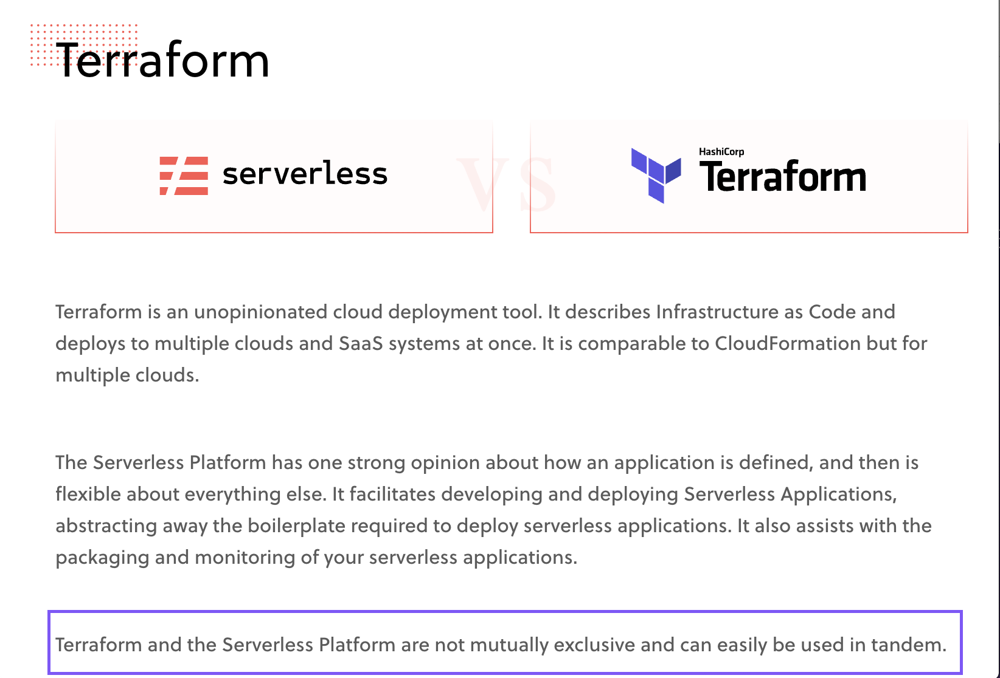 Terraform
serverless
VS
HashiCorp
Terraform
Terraform is an unopinionated cloud deployment tool. It describes Infrastructure as Code and
deploys to multiple clouds and SaaS systems at once. It is comparable to CloudFormation but for
multiple clouds.
The Serverless Platform has one strong opinion about how an application is defined, and then is
flexible about everything else. It facilitates developing and deploying Serverless Applications,
abstracting away the boilerplate required to deploy serverless applications. It also assists with the
packaging and monitoring of your serverless applications.
Terraform and the Serverless Platform are not mutually exclusive and can easily be used in tandem.